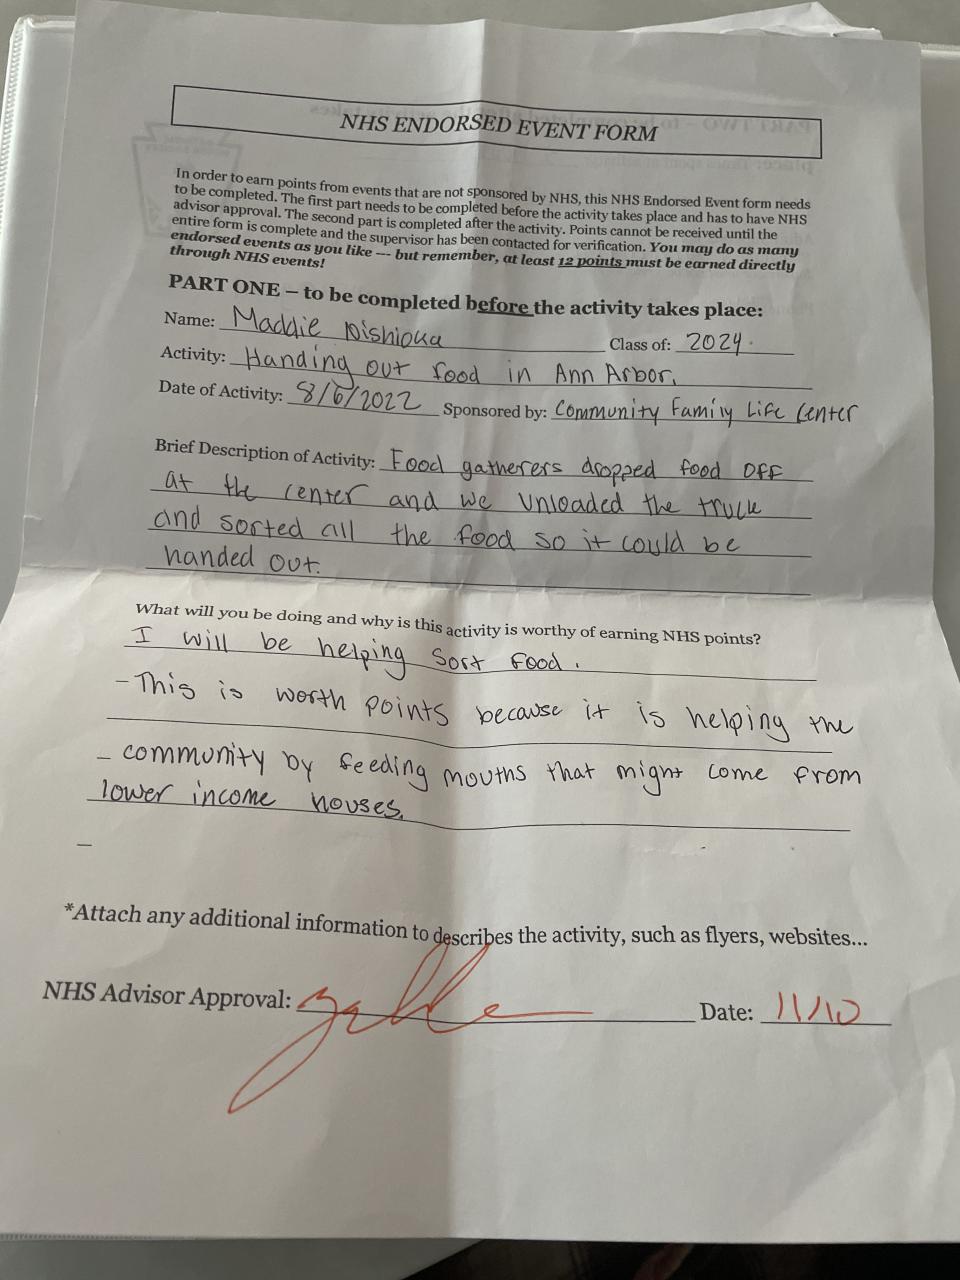 NHS ENDORSED EVENT FORM
In order to earn points from events that are not sponsored by NHS, this NHS Endorsed Event form needs
to be completed. The first part needs to be completed before the activity takes place and has to have NHS
advisor approval. The second part is completed after the activity. Points cannot be received until the
entire form is complete and the supervisor has been contacted for verification. You may do as many
endorsed events as you like --- but remember, at least 12 points must be earned directly
through NHS events!
PART ONE – to be completed before the activity takes place:
Name: Maddie Nishioka
Class of: 2024
Activity: Handing out food in Ann Arbor.
Date of Activity: 8/6/2022 Sponsored by: Community Family Life Center
Brief Description of Activity: Food gatherers dropped food off
at the center and we unloaded the truck
and sorted all the food so it could be
handed out.
What will you be doing and why is this activity is worthy of earning NHS points?
I will be helping sort food.
- This is worth points because it is helping the
- community by feeding mouths that might come from
lower income houses.
*Attach any additional information to describes the activity, such as flyers, websites...
NHS Advisor Approval:
Date: 11/10